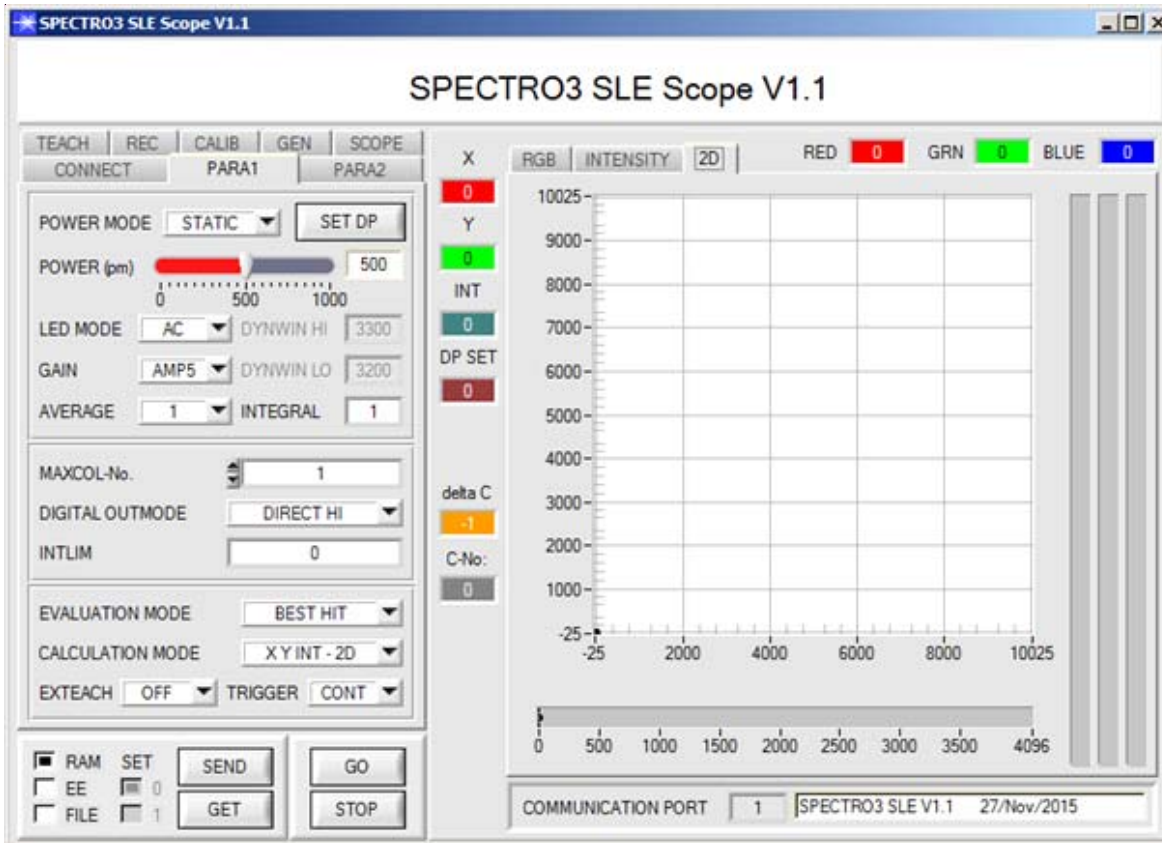 SPECTRO3 SLE Scope V1.1
SPECTRO3 SLE Scope V1.1
TEACH REC CALIB GEN SCOPE
CONNECT PARA1 PARA2
POWER MODE STATIC SET DP
POWER (pm) 500
0 500 1000
LED MODE AC DYNWIN HI 3300
GAIN AMP5 DYNWIN LO 3200
AVERAGE 1 INTEGRAL 1
MAXCOL-No. 1
DIGITAL OUTMODE DIRECT HI
INTLIM 0
EVALUATION MODE BEST HIT
CALCULATION MODE X Y INT - 2D
EXTEACH OFF TRIGGER CONT
RAM SET SEND GO
EE 0
FILE 1 GET STOP
X
0
Y
0
INT
0
DP SET
0
delta C
-1
C-No:
0
RGB INTENSITY 2D RED 0 GRN 0 BLUE 0
10025
9000
8000
7000
6000
5000
4000
3000
2000
1000
-25
-25 2000 4000 6000 8000 10025
0 500 1000 1500 2000 2500 3000 3500 4096
COMMUNICATION PORT 1 SPECTRO3 SLE V1.1 27/Nov/2015